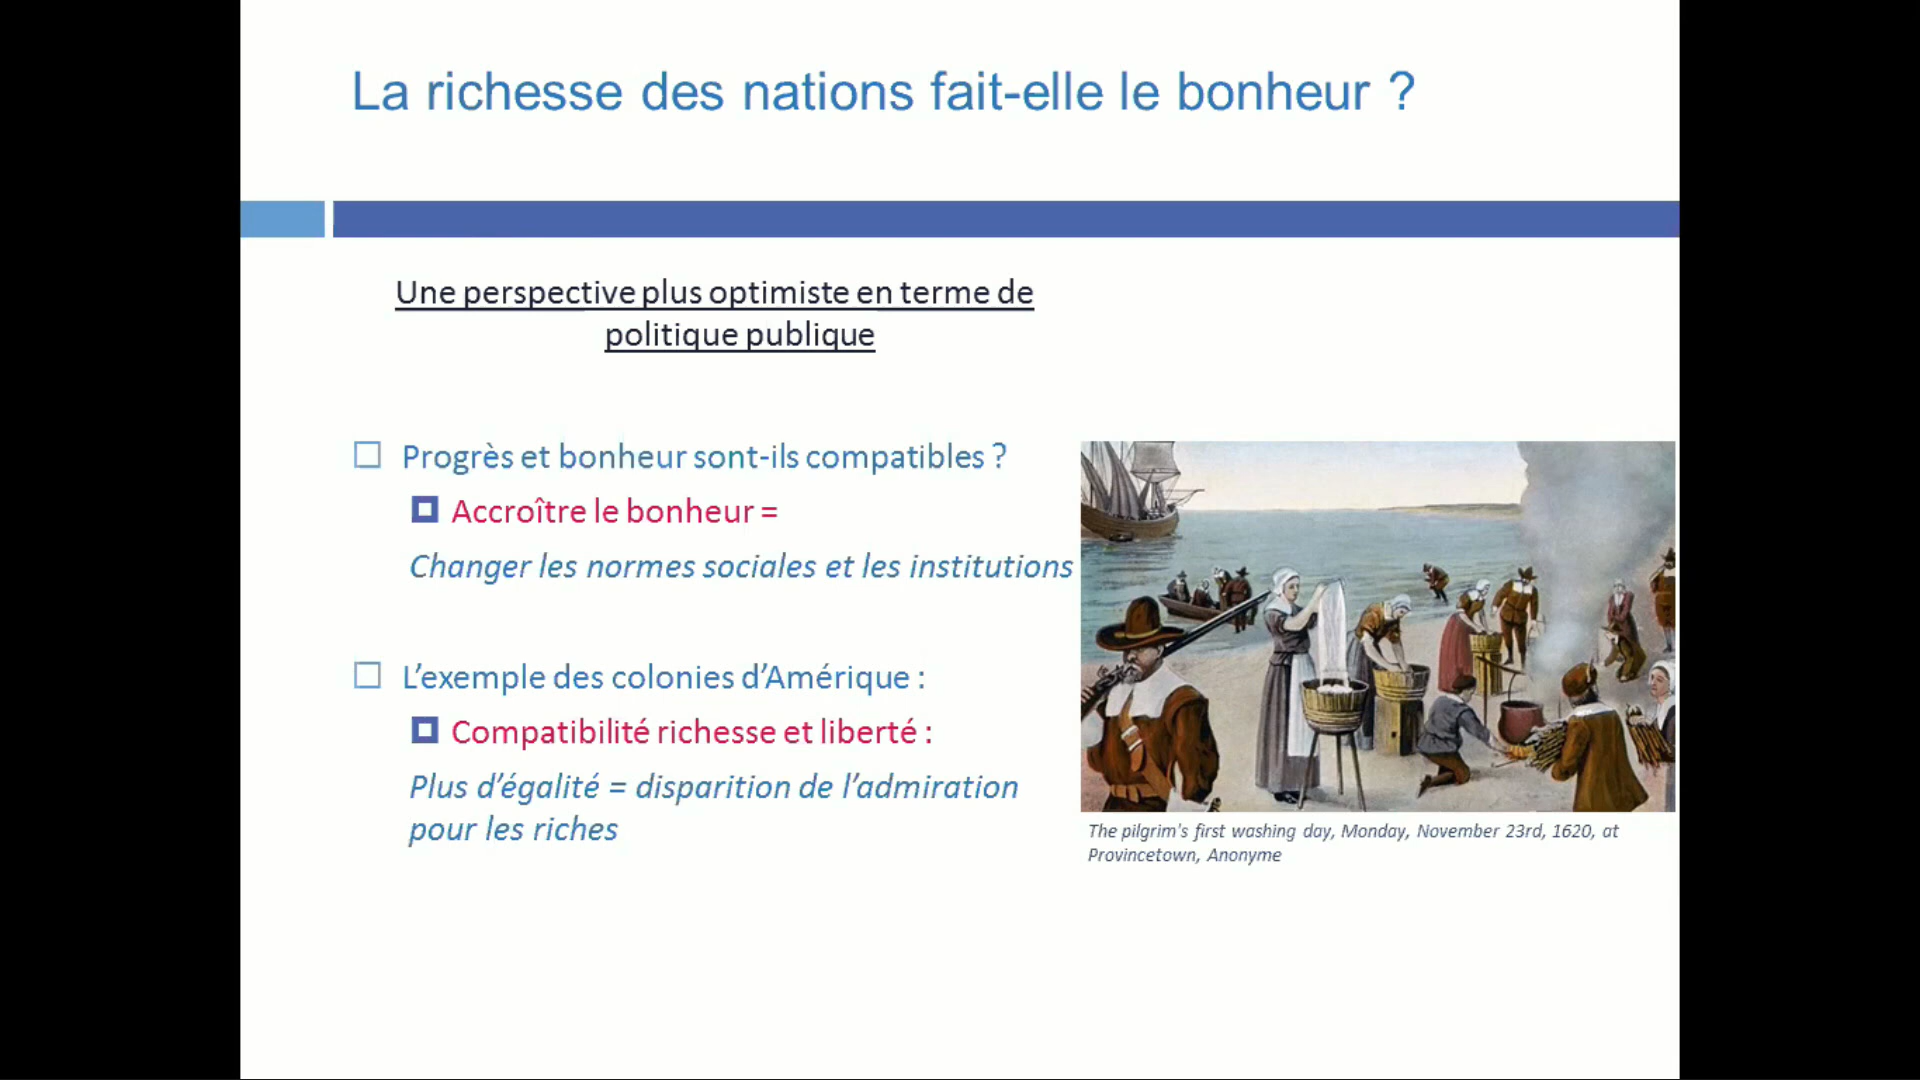 La richesse des nations fait-elle le bonheur ?
Une perspective plus optimiste en terme de
politique publique
Progrès et bonheur sont-ils compatibles ?
Accroître le bonheur =
Changer les normes sociales et les institutions
L’exemple des colonies d’Amérique :
Compatibilité richesse et liberté :
Plus d’égalité = disparition de l’admiration
pour les riches
The pilgrim's first washing day, Monday, November 23rd, 1620, at
Provincetown, Anonyme